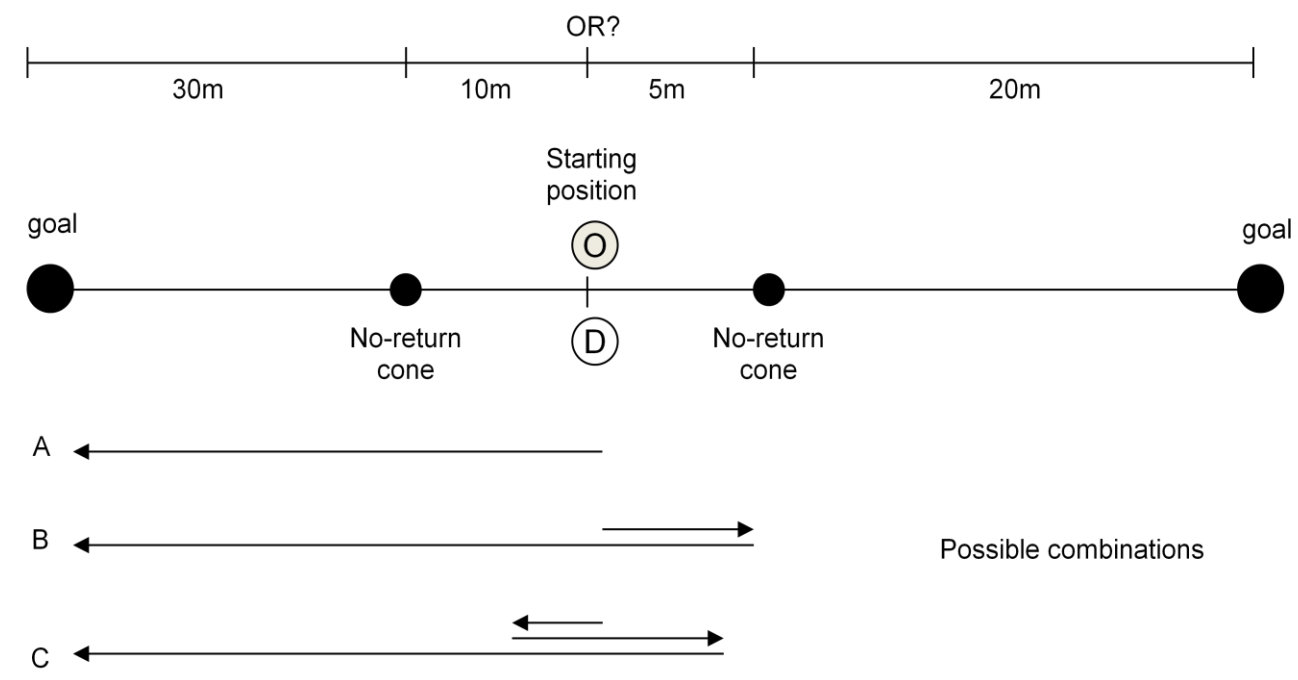 OR?
30m 10m 5m 20m
Starting
position
goal
goal
O
No-return
cone
D
No-return
cone
A
B
Possible combinations
C